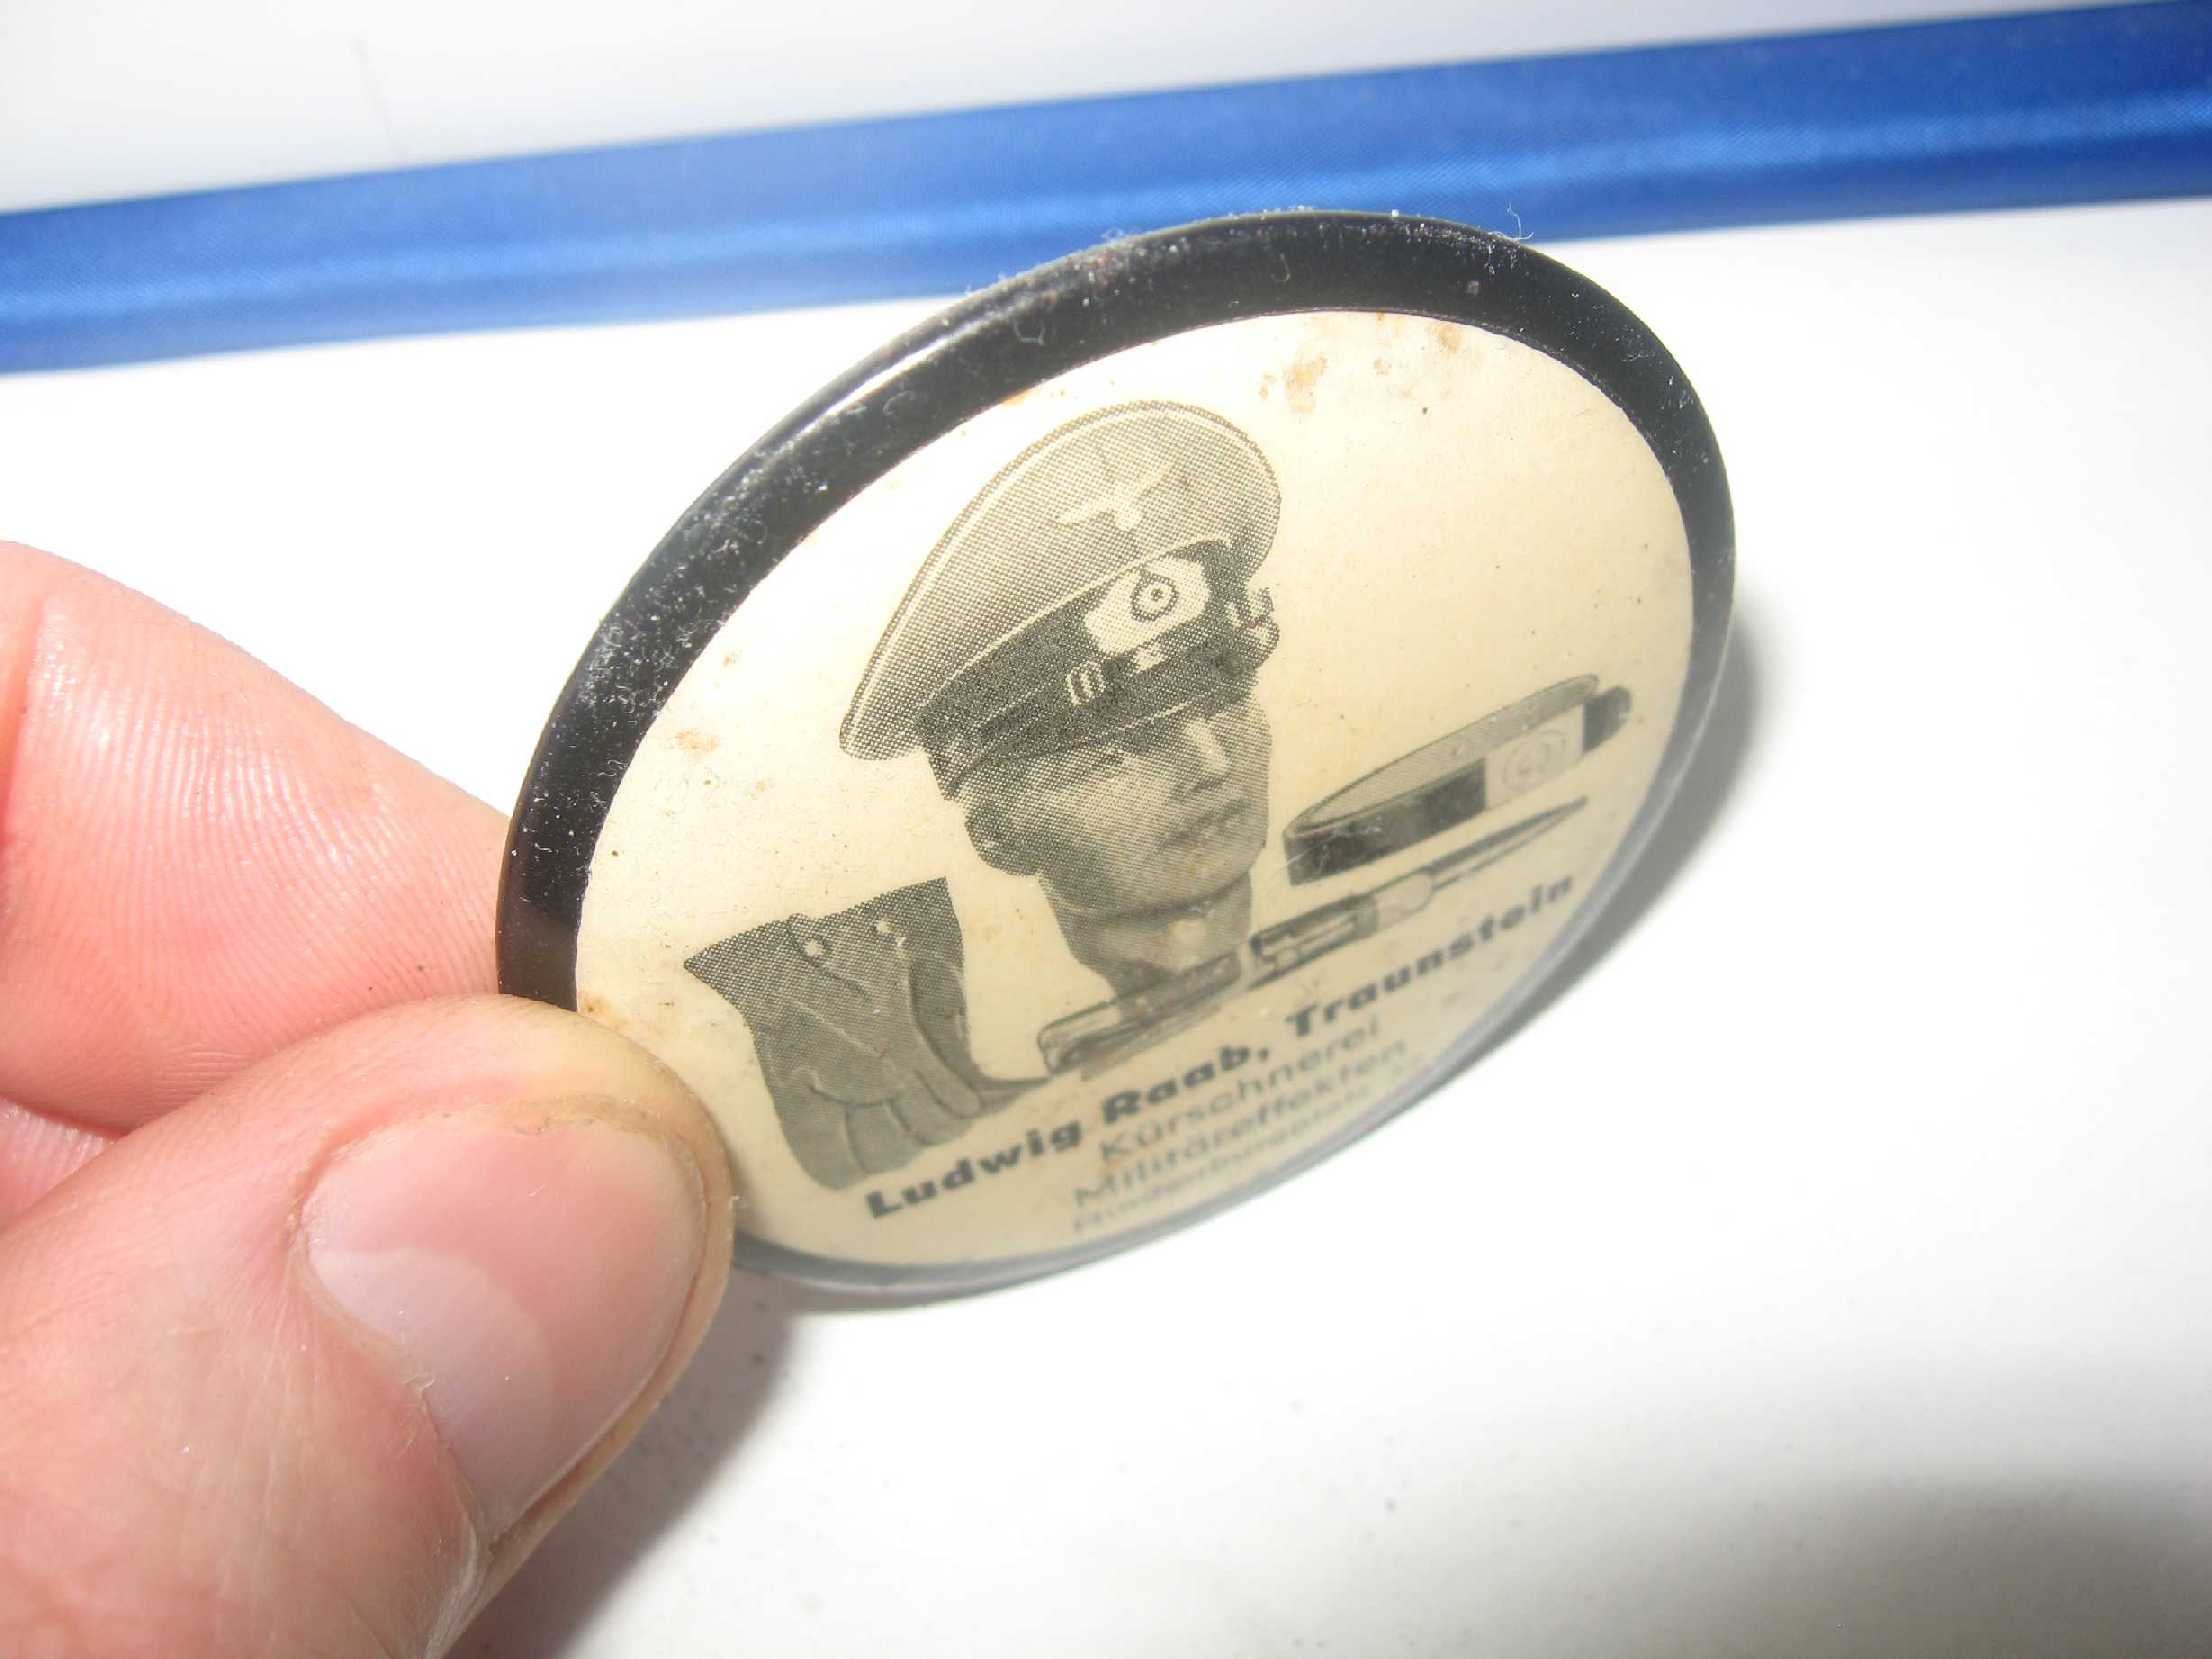 Ludwig Raab, Traunstein
Kürschnerei
Militäreffekten